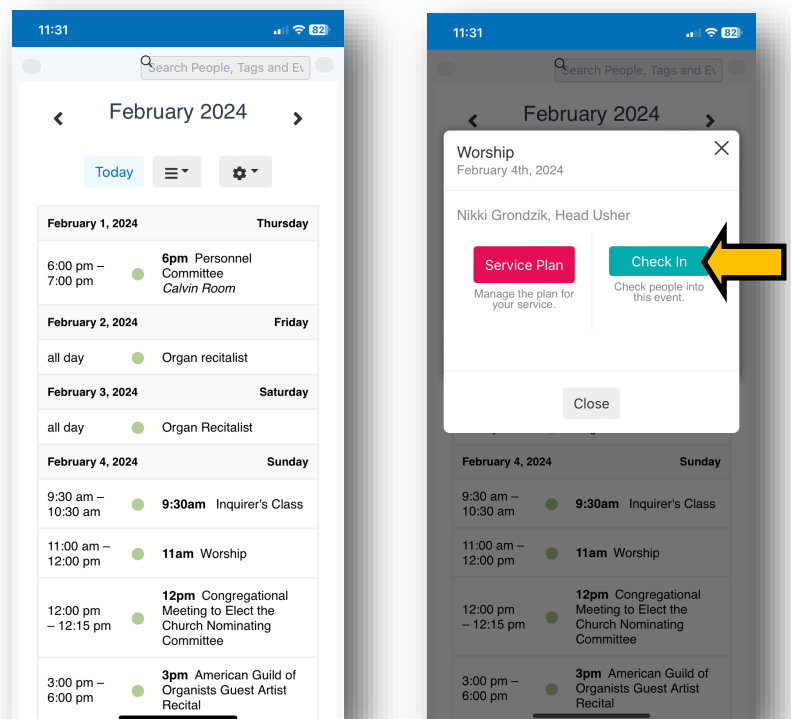 11:31
82
Search People, Tags and Ev
February 2024
Today
February 1, 2024 Thursday
6:00 pm –
7:00 pm
6pm Personnel
Committee
Calvin Room
February 2, 2024 Friday
all day Organ recitalist
February 3, 2024 Saturday
all day Organ Recitalist
February 4, 2024 Sunday
9:30 am –
10:30 am
9:30am Inquirer's Class
11:00 am –
12:00 pm
11am Worship
12:00 pm
– 12:15 pm
12pm Congregational
Meeting to Elect the
Church Nominating
Committee
3:00 pm –
6:00 pm
3pm American Guild of
Organists Guest Artist
Recital
11:31
82
Search People, Tags and Ev
February 2024
Worship
February 4th, 2024
Nikki Grondzik, Head Usher
Service Plan
Manage the plan for
your service.
Check In
Check people into
this event.
Close
February 4, 2024 Sunday
9:30 am –
10:30 am
9:30am Inquirer's Class
11:00 am –
12:00 pm
11am Worship
12:00 pm
– 12:15 pm
12pm Congregational
Meeting to Elect the
Church Nominating
Committee
3:00 pm –
6:00 pm
3pm American Guild of
Organists Guest Artist
Recital